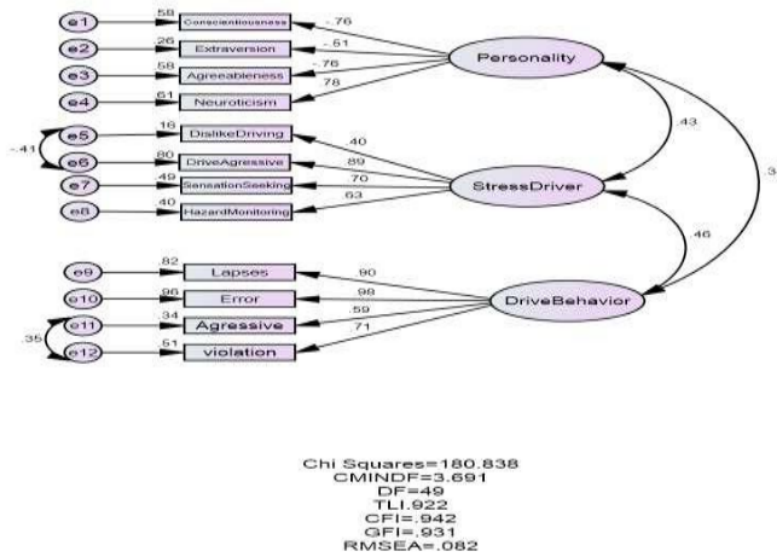 .58
e1
Conscientiousness
-.76
.26
e2
Extraversion
-.51
Personality
.58
e3
Agreeableness
-.76
.61
e4
Neuroticism
.78
.43
.16
e5
DislikeDriving
.40
-.41
.80
e6
DriveAgressive
.89
.3
.49
e7
SensationSeeking
.70
StressDriver
.40
e8
HazardMonitoring
.63
.46
.82
e9
Lapses
.90
.96
e10
Error
.98
DriveBehavior
.34
e11
Agressive
.59
.35
.51
e12
violation
.71
Chi Squares=180.838
CMINDF=3.691
DF=49
TLI.922
CFI=.942
GFI=.931
RMSEA=.082